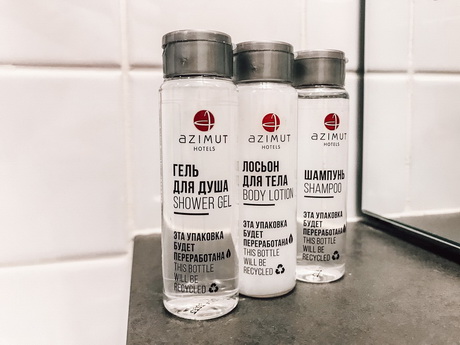 AZIMUT
HOTELS
ГЕЛЬ
ДЛЯ ДУША
SHOWER GEL
ЭТА УПАКОВКА
БУДЕТ
ПЕРЕРАБОТАНА
THIS BOTTLE
WILL BE
RECYCLED
AZIMUT
HOTELS
ЛОСЬОН
ДЛЯ ТЕЛА
BODY LOTION
ЭТА УПАКОВКА
БУДЕТ
ПЕРЕРАБОТАНА
THIS BOTTLE
WILL BE
RECYCLED
AZIMUT
HOTELS
ШАМПУНЬ
SHAMPOO
ЭТА УПАКОВКА
БУДЕТ
ПЕРЕРАБОТАНА
THIS BOTTLE
WILL BE
RECYCLED